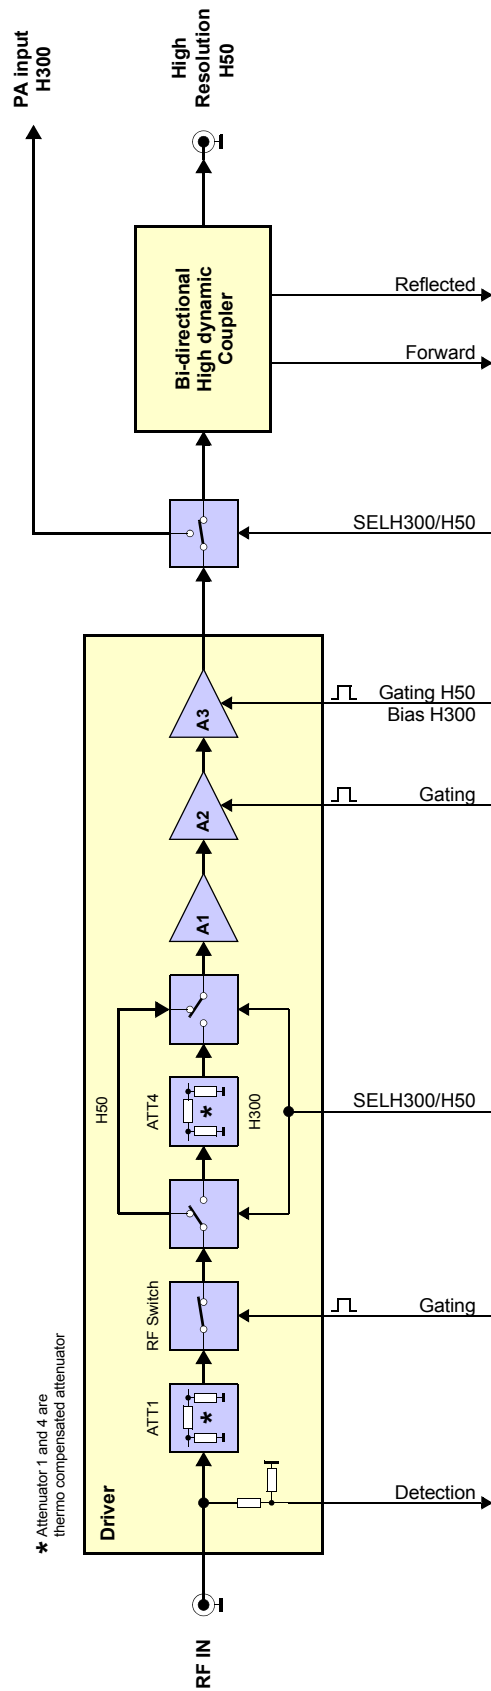 PA input
H300
High
Resolution
H50
Bi-directional
High dynamic
Coupler
Reflected
Forward
SELH300/H50
Gating H50
Bias H300
Gating
A3
A2
A1
H50
ATT4
*
H300
SELH300/H50
RF Switch
Gating
ATT1
*
* Attenuator 1 and 4 are
thermo compensated attenuator
Driver
Detection
RF IN